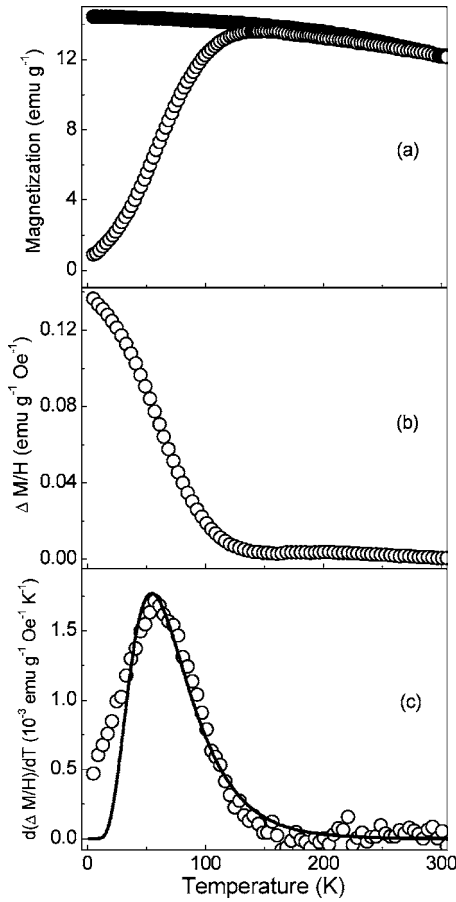 12
8
4
0
Magnetization (emu g⁻¹)
(a)
0.12
0.08
0.04
0.00
Δ M/H (emu g⁻¹ Oe⁻¹)
(b)
1.5
1.0
0.5
0.0
d(Δ M/H)/dT (10⁻³ emu g⁻¹ Oe⁻¹ K⁻¹)
(c)
0 100 200 300
Temperature (K)